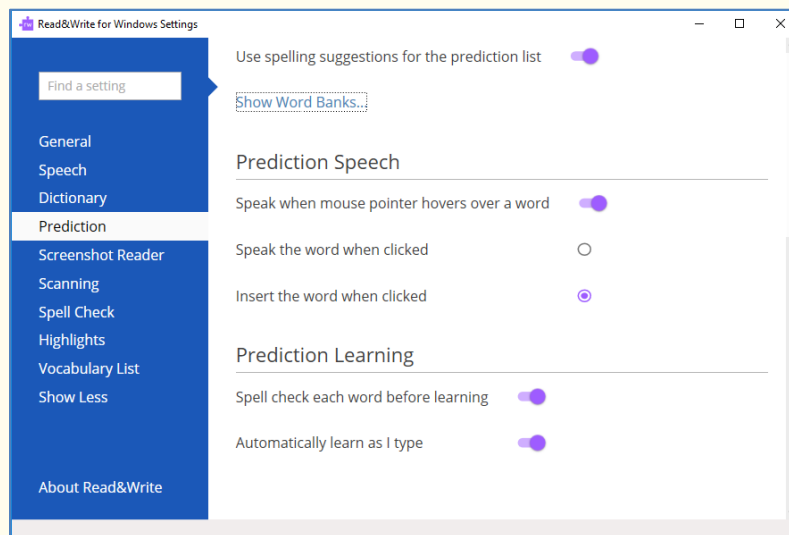 Read&Write for Windows Settings
Find a setting
General
Speech
Dictionary
Prediction
Screenshot Reader
Scanning
Spell Check
Highlights
Vocabulary List
Show Less
About Read&Write
Use spelling suggestions for the prediction list
Show Word Banks...
Prediction Speech
Speak when mouse pointer hovers over a word
Speak the word when clicked
Insert the word when clicked
Prediction Learning
Spell check each word before learning
Automatically learn as I type